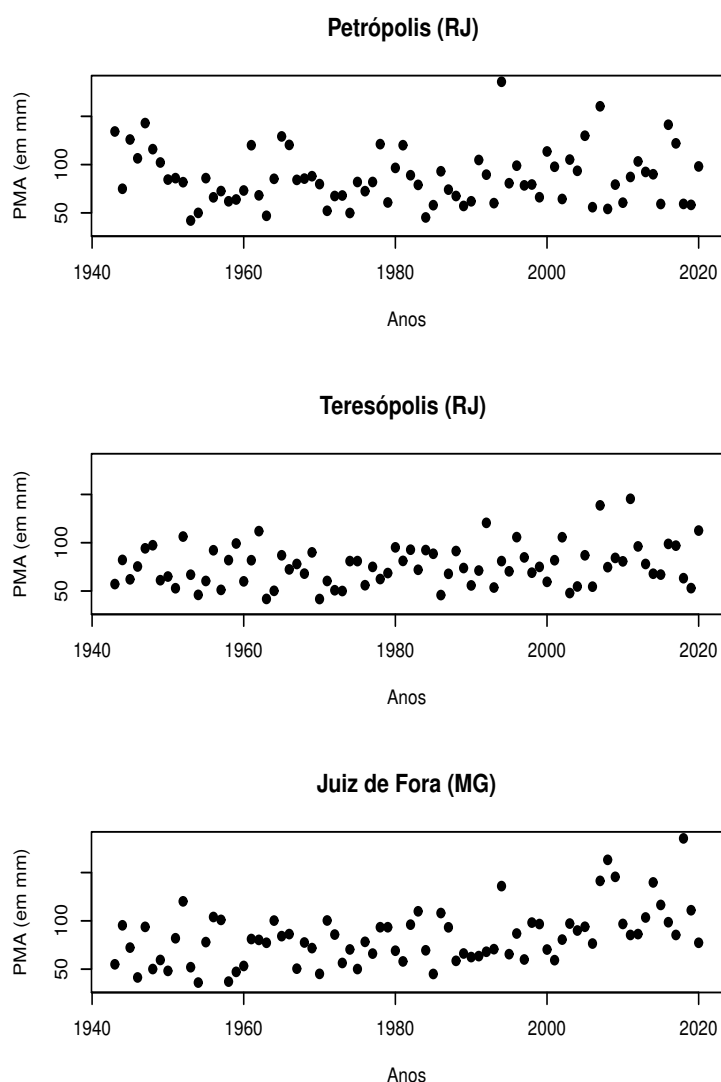 Petrópolis (RJ)
PMA (em mm)
100
50
1940 1960 1980 2000 2020
Anos
Teresópolis (RJ)
PMA (em mm)
100
50
1940 1960 1980 2000 2020
Anos
Juiz de Fora (MG)
PMA (em mm)
100
50
1940 1960 1980 2000 2020
Anos